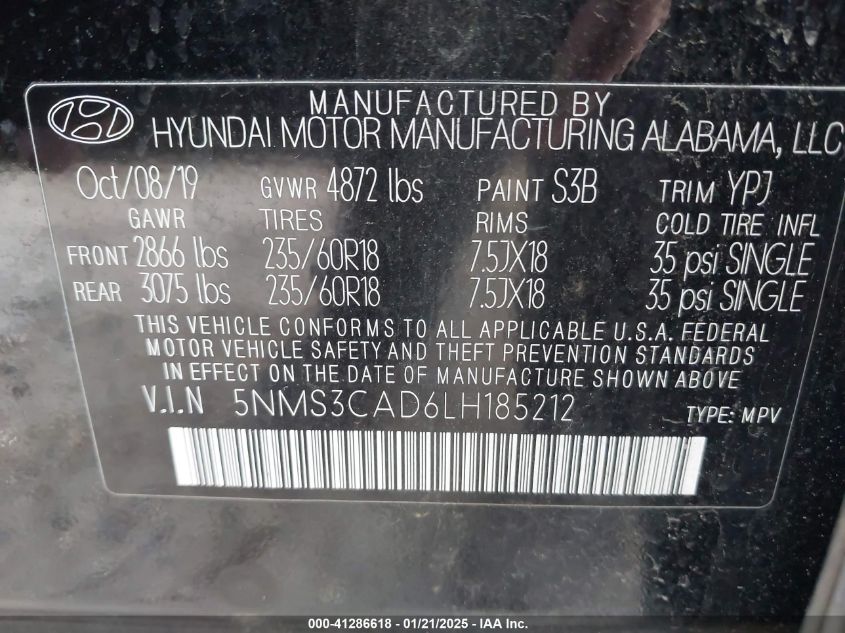 MANUFACTURED BY
HYUNDAI MOTOR MANUFACTURING ALABAMA, LLC
Oct/08/19 GVWR 4872 lbs PAINT S3B TRIM YPJ
GAWR TIRES RIMS COLD TIRE INFL
FRONT 2866 lbs 235/60R18 7.5JX18 35 psi SINGLE
REAR 3075 lbs 235/60R18 7.5JX18 35 psi SINGLE
THIS VEHICLE CONFORMS TO ALL APPLICABLE U.S.A. FEDERAL
MOTOR VEHICLE SAFETY AND THEFT PREVENTION STANDARDS
IN EFFECT ON THE DATE OF MANUFACTURE SHOWN ABOVE
V.I.N 5NMS3CAD6LH185212 TYPE: MPV
000-41286618 - 01/21/2025 - IAA Inc.